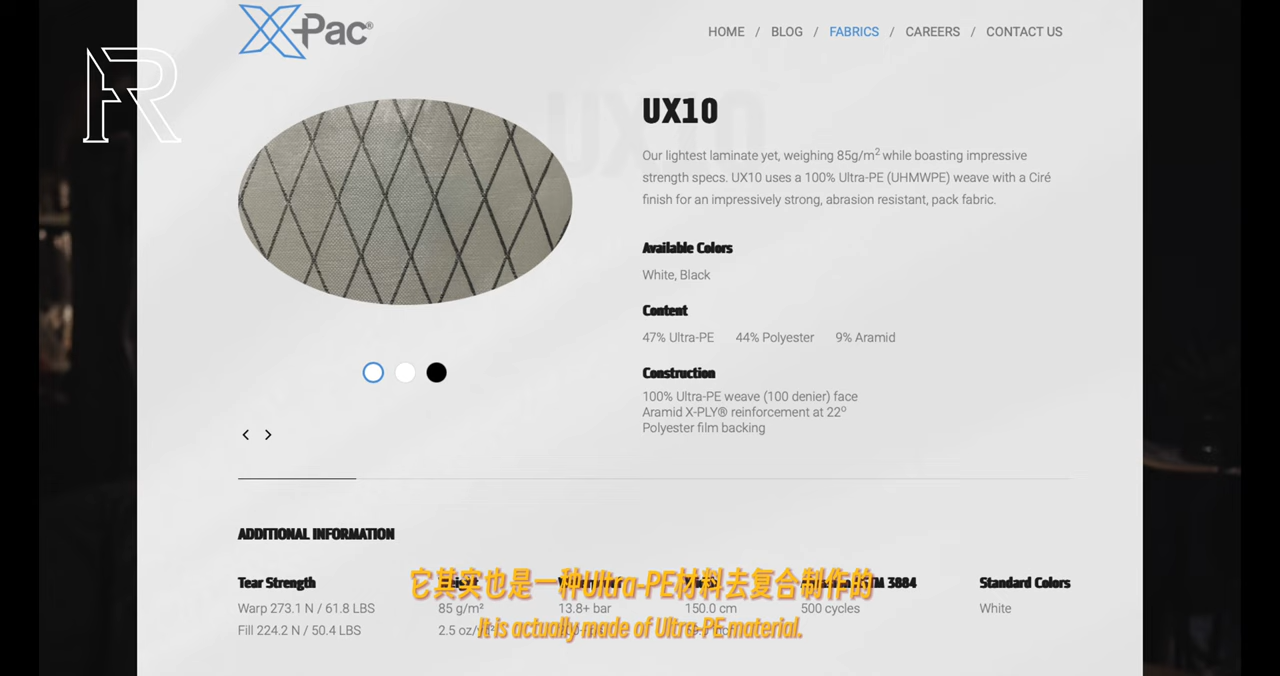 X-Pac®
HOME / BLOG / FABRICS / CAREERS / CONTACT US
UX10
Our lightest laminate yet, weighing 85g/m² while boasting impressive
strength specs. UX10 uses a 100% Ultra-PE (UHMWPE) weave with a Ciré
finish for an impressively strong, abrasion resistant, pack fabric.
Available Colors
White, Black
Content
47% Ultra-PE 44% Polyester 9% Aramid
Construction
100% Ultra-PE weave (100 denier) face
Aramid X-PLY® reinforcement at 22º
Polyester film backing
ADDITIONAL INFORMATION
Tear Strength 3884 Standard Colors
Warp 273.1 N / 61.8 LBS 85 g/m² 13.8+ bar 150.0 cm 500 cycles White
Fill 224.2 N / 50.4 LBS 2.5 oz/
它其实也是一种Ultra-PE材料去复合制作的
It is actually made of Ultra-PE material.